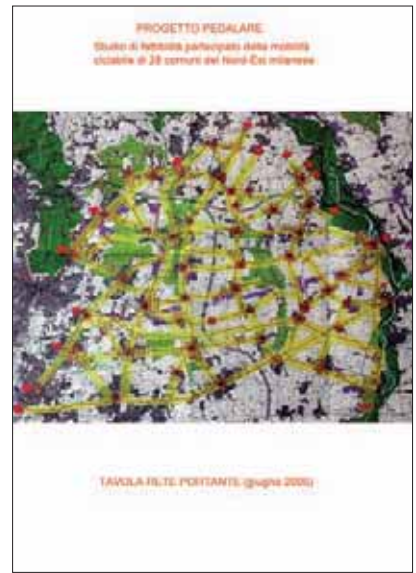 PROGETTO PEDALARE
Studio di fattibilità partecipato della mobilità
ciclabile di 28 comuni del Nord-Est milanese
TAVOLA RETE PORTANTE (giugno 2005)